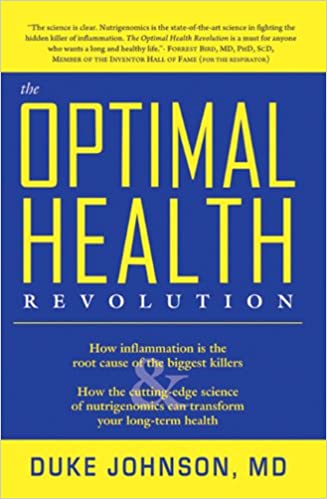 "The science is clear. Nutrigenomics is the state-of-the-art science in fighting the
hidden killer of inflammation. The Optimal Health Revolution is a must for anyone
who wants a long and healthy life."- Forrest Bird, MD, PhD, ScD,
Member of the Inventor Hall of Fame (for the respirator)
the
OPTIMAL
HEALTH
REVOLUTION
How inflammation is the
root cause of the biggest killers
&
How the cutting-edge science
of nutrigenomics can transform
your long-term health
DUKE JOHNSON, MD